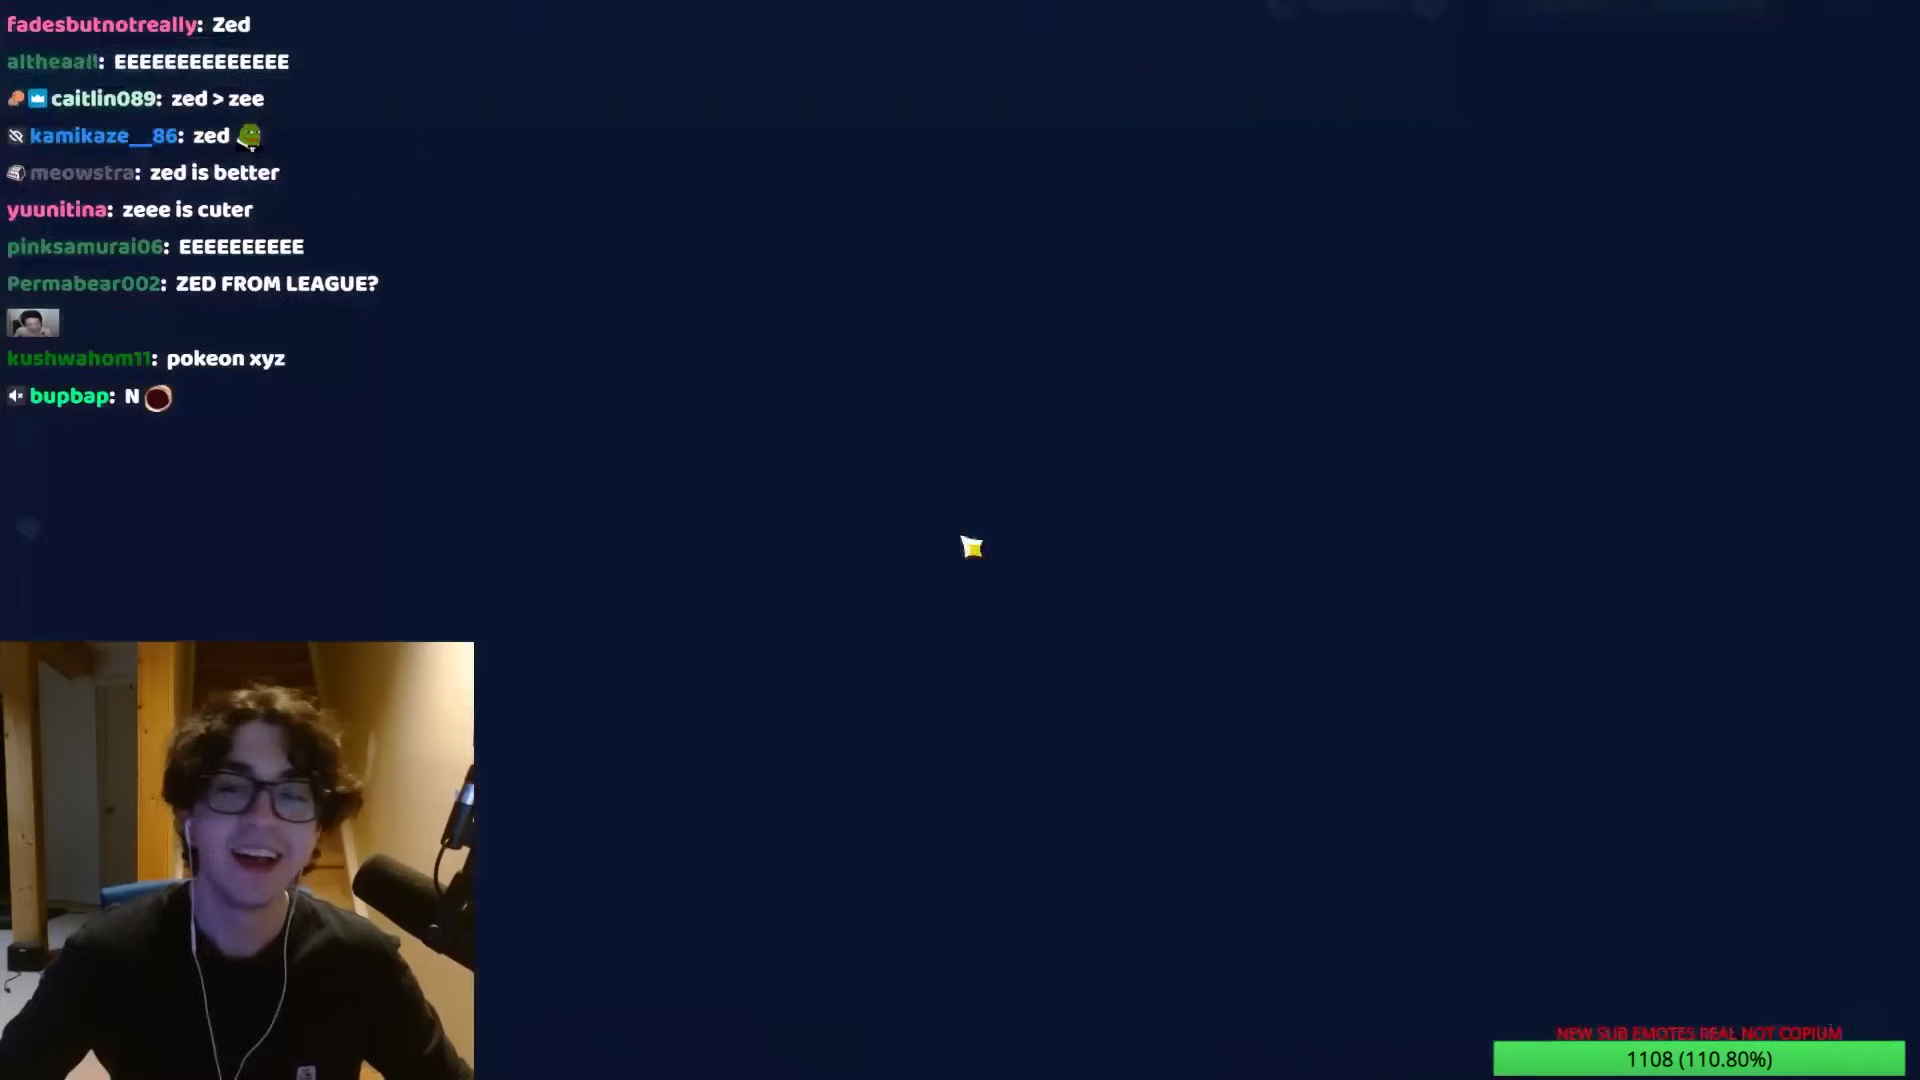 fadesbutnotreally: Zed
altheaall: EEEEEEEEEEEEEE
caitlin089: zed > zee
kamikaze__86: zed
meowstra: zed is better
yuunitina: zeee is cuter
pinksamurai06: EEEEEEEEEE
Permabear002: ZED FROM LEAGUE?
kushwahom11: pokeon xyz
bupbap: N
NEW SUB EMOTES REAL NOT COPIUM
1108 (110.80%)